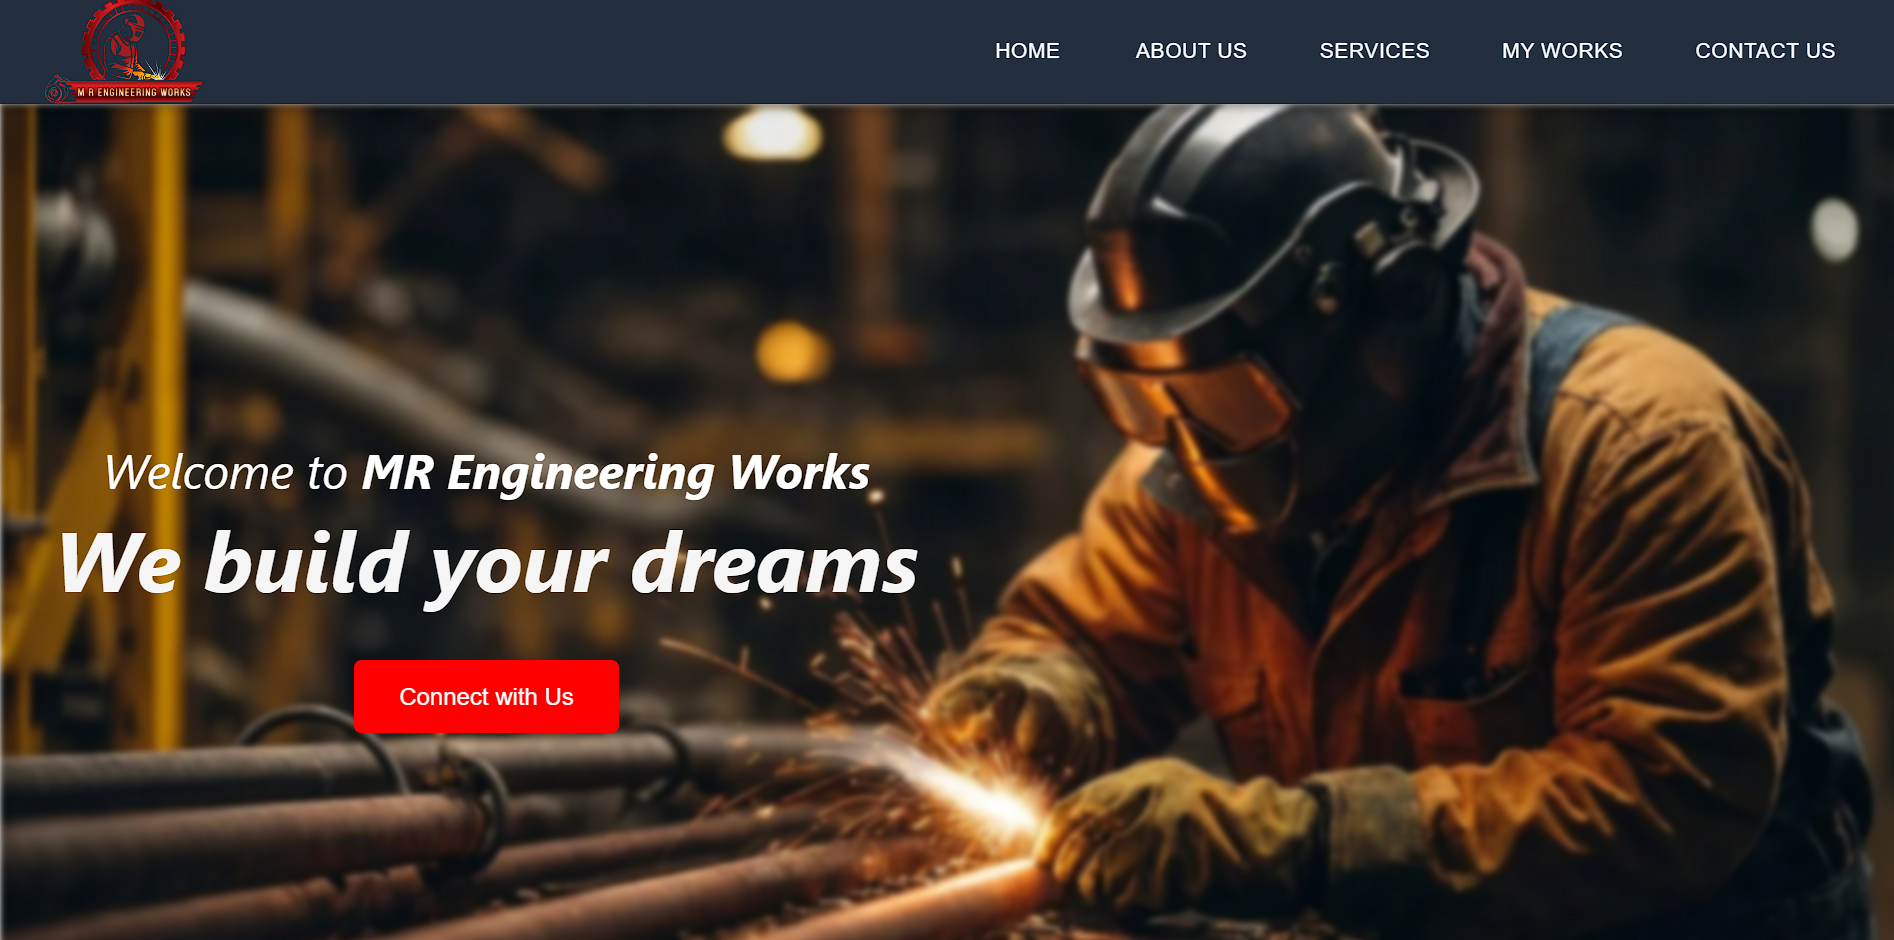 M R ENGINEERING WORKS
HOME ABOUT US SERVICES MY WORKS CONTACT US
Welcome to MR Engineering Works
We build your dreams
Connect with Us